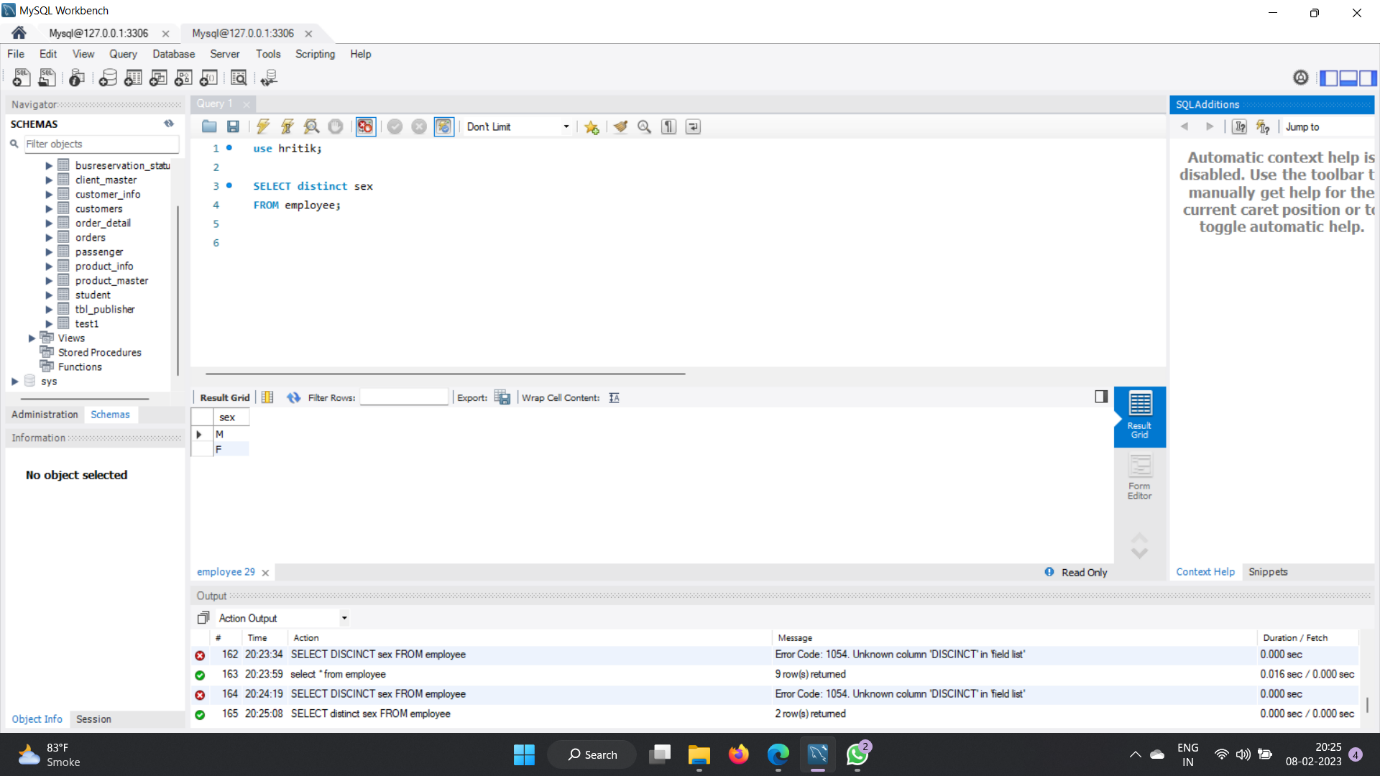 MySQL Workbench
Mysql@127.0.0.1:3306
Mysql@127.0.0.1:3306
File Edit View Query Database Server Tools Scripting Help
Navigator
SCHEMAS
Filter objects
busreservation_statu
client_master
customer_info
customers
order_detail
orders
passenger
product_info
product_master
student
tbl_publisher
test1
Views
Stored Procedures
Functions
sys
Administration Schemas
Information
No object selected
Object Info Session
Query 1
Don't Limit
1 use hritik;
2
3 SELECT distinct sex
4 FROM employee;
5
6
Result Grid Filter Rows: Export: Wrap Cell Content:
sex
M
F
Result
Grid
Form
Editor
employee 29
Read Only
SQLAdditions
Jump to
Automatic context help is
disabled. Use the toolbar t
manually get help for the
current caret position or to
toggle automatic help.
Context Help Snippets
Output
Action Output
# Time Action Message Duration / Fetch
162 20:23:34 SELECT DISCINCT sex FROM employee Error Code: 1054. Unknown column 'DISCINCT' in 'field list' 0.000 sec
163 20:23:59 select * from employee 9 row(s) returned 0.016 sec / 0.000 sec
164 20:24:19 SELECT DISCINCT sex FROM employee Error Code: 1054. Unknown column 'DISCINCT' in 'field list' 0.000 sec
165 20:25:08 SELECT distinct sex FROM employee 2 row(s) returned 0.000 sec / 0.000 sec
83°F
Smoke
Search
2
ENG
IN
20:25
08-02-2023
4